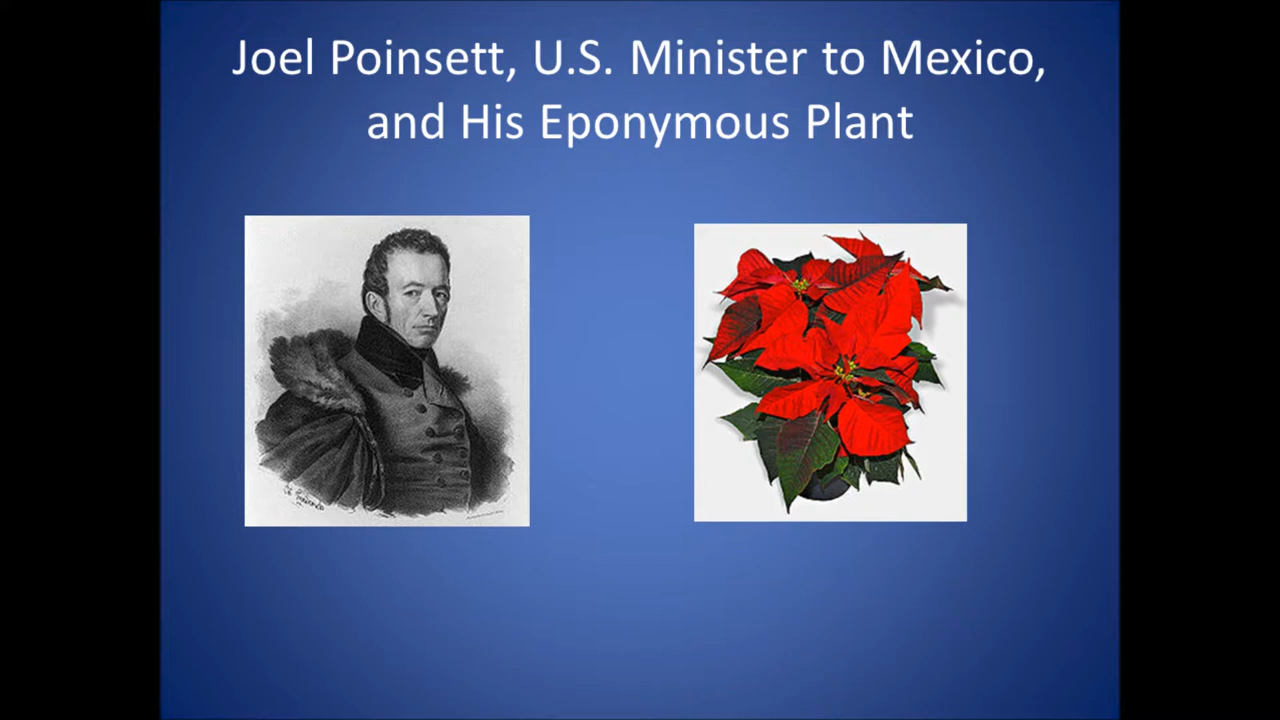 Joel Poinsett, U.S. Minister to Mexico,
and His Eponymous Plant